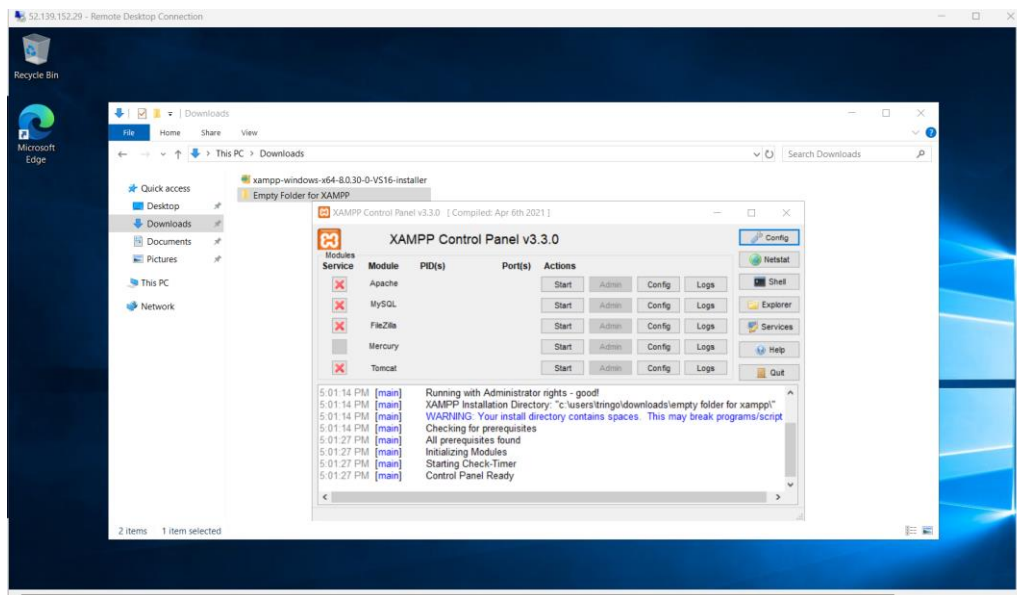 52.139.152.29 - Remote Desktop Connection
Recycle Bin
Microsoft
Edge
Downloads
File Home Share View
This PC > Downloads
Search Downloads
Quick access
Desktop
Downloads
Documents
Pictures
This PC
Network
xampp-windows-x64-8.0.30-0-VS16-installer
Empty Folder for XAMPP
XAMPP Control Panel v3.3.0 [Compiled: Apr 6th 2021]
XAMPP Control Panel v3.3.0
Modules
Service Module PID(s) Port(s) Actions
Apache Start Admin Config Logs
MySQL Start Admin Config Logs
FileZilla Start Admin Config Logs
Mercury Start Admin Config Logs
Tomcat Start Admin Config Logs
Config
Netstat
Shell
Explorer
Services
Help
Quit
5:01:14 PM [main] Running with Administrator rights - good!
5:01:14 PM [main] XAMPP Installation Directory: "c:\users\tringo\downloads\empty folder for xampp\"
5:01:14 PM [main] WARNING: Your install directory contains spaces. This may break programs/script
5:01:14 PM [main] Checking for prerequisites
5:01:27 PM [main] All prerequisites found
5:01:27 PM [main] Initializing Modules
5:01:27 PM [main] Starting Check-Timer
5:01:27 PM [main] Control Panel Ready
2 items 1 item selected